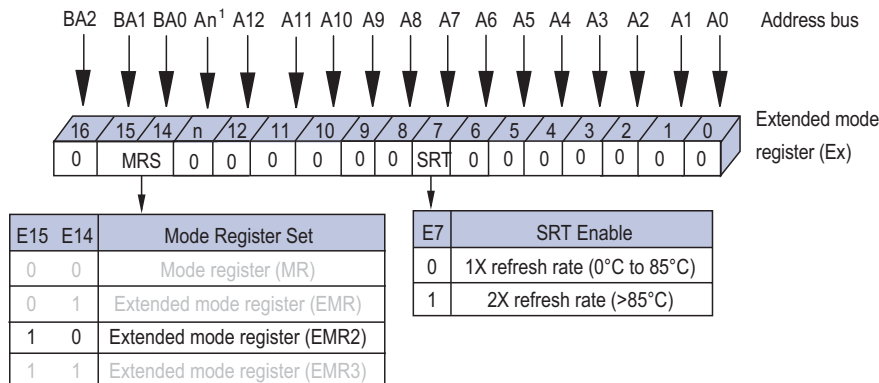 BA2 BA1 BA0 An¹ A12 A11 A10 A9 A8 A7 A6 A5 A4 A3 A2 A1 A0 Address bus
16 15 14 n 12 11 10 9 8 7 6 5 4 3 2 1 0
Extended mode
register (Ex)
0 MRS 0 0 0 0 0 0 SRT 0 0 0 0 0 0 0
E15 E14 Mode Register Set
0 0 Mode register (MR)
0 1 Extended mode register (EMR)
1 0 Extended mode register (EMR2)
1 1 Extended mode register (EMR3)
E7 SRT Enable
0 1X refresh rate (0°C to 85°C)
1 2X refresh rate (>85°C)